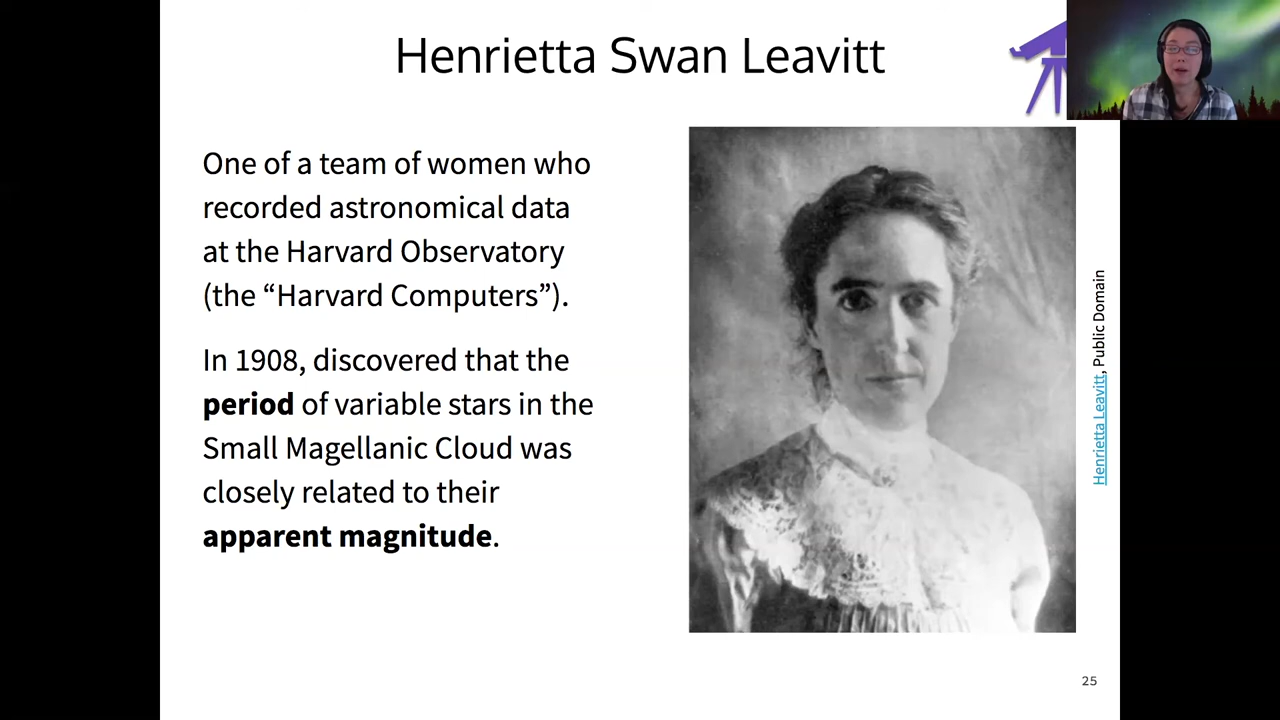 Henrietta Swan Leavitt
One of a team of women who
recorded astronomical data
at the Harvard Observatory
(the “Harvard Computers”).
In 1908, discovered that the
period of variable stars in the
Small Magellanic Cloud was
closely related to their
apparent magnitude.
Henrietta Leavitt, Public Domain
25